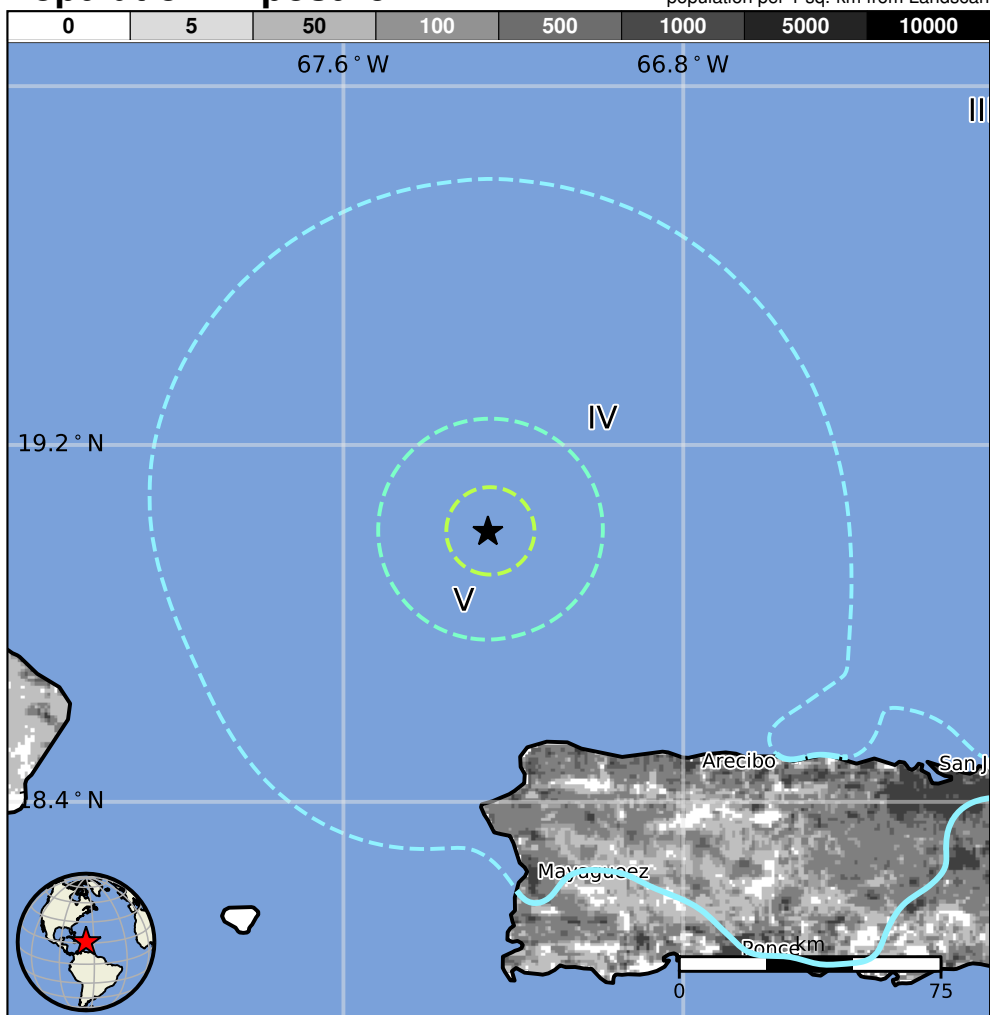 population per 1 sq. km from Landscan
0 5 50 100 500 1000 5000 10000
67.6°W 66.8°W
III
19.2°N
IV
V
Arecibo
San J
18.4°N
Mayaguez
Ponce
km
0 75